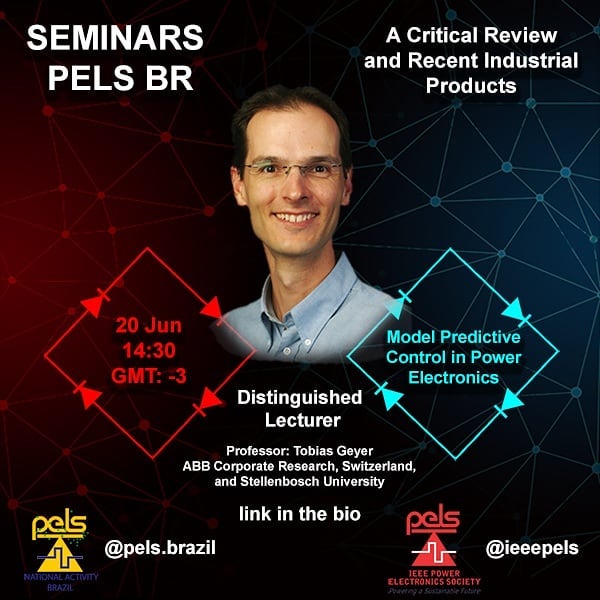 SEMINARS
PELS BR
A Critical Review
and Recent Industrial
Products
20 Jun
14:30
GMT: -3
Model Predictive
Control in Power
Electronics
Distinguished
Lecturer
Professor: Tobias Geyer
ABB Corporate Research, Switzerland,
and Stellenbosch University
link in the bio
pels
NATIONAL ACTIVITY
BRAZIL
@pels.brazil
pels
IEEE POWER
ELECTRONICS SOCIETY
Powering a Sustainable Future
@ieeepels